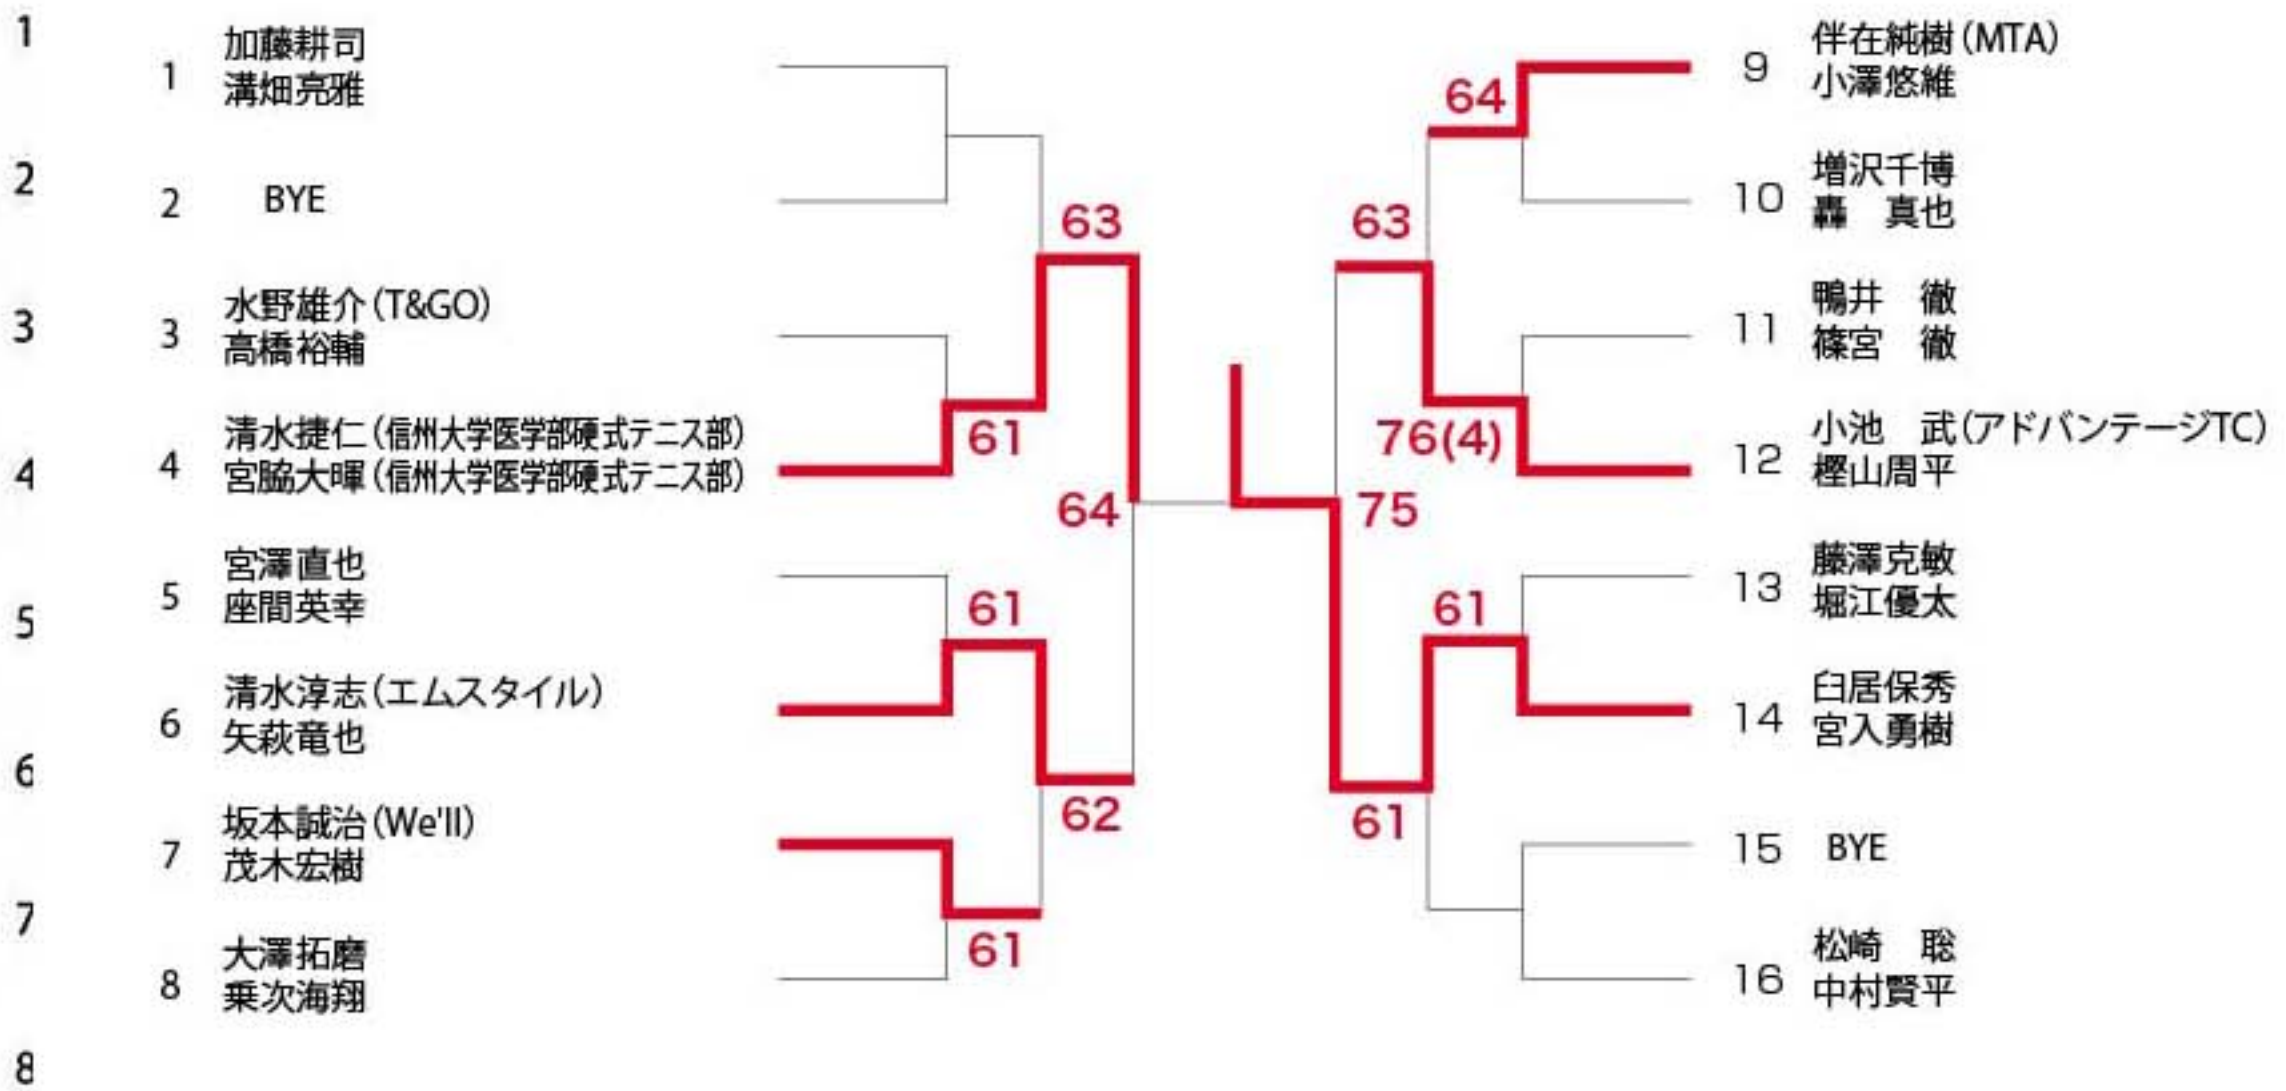 1
2
3
4
5
6
7
8
1
加藤耕司
溝畑亮雅
2
BYE
3
水野雄介(T&GO)
高橋裕輔
4
清水捷仁(信州大学医学部硬式テニス部)
宮脇大暉(信州大学医学部硬式テニス部)
5
宮澤直也
座間英幸
6
清水淳志(エムスタイル)
矢萩竜也
7
坂本誠治(We'll)
茂木宏樹
8
大澤拓磨
乗次海翔
61
61
61
63
62
64
75
63
61
64
76(4)
61
9
伴在純樹(MTA)
小澤悠維
10
増沢千博
轟　真也
11
鴨井　徹
篠宮　徹
12
小池　武(アドバンテージTC)
樫山周平
13
藤澤克敏
堀江優太
14
臼居保秀
宮入勇樹
15
BYE
16
松崎　聡
中村賢平